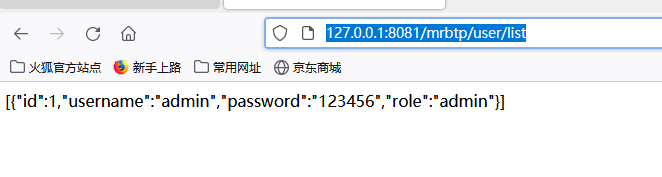 127.0.0.1:8081/mrbtp/user/list
火狐官方站点 新手上路 常用网址 京东商城
[{"id":1,"username":"admin","password":"123456","role":"admin"}]